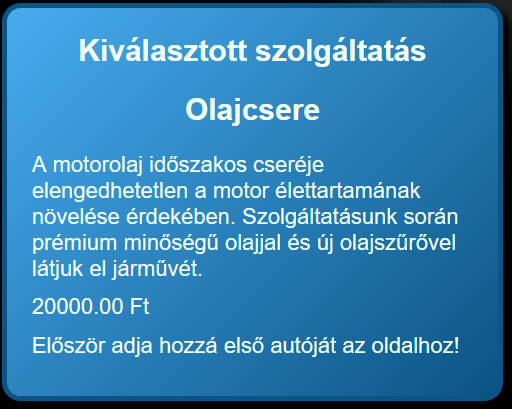 Kiválasztott szolgáltatás
Olajcsere
A motorolaj időszakos cseréje
elengedhetetlen a motor élettartamának
növelése érdekében. Szolgáltatásunk során
prémium minőségű olajjal és új olajszűrővel
látjuk el járművét.
20000.00 Ft
Először adja hozzá első autóját az oldalhoz!